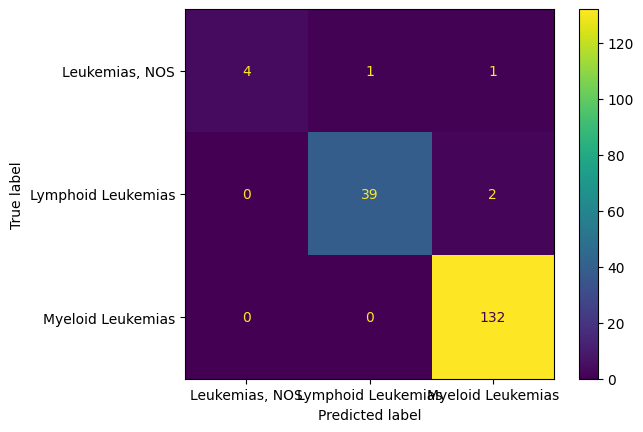 Leukemias, NOS
4 1 1
Lymphoid Leukemias
0 39 2
Myeloid Leukemias
0 0 132
Leukemias, NOS Lymphoid Leukemias Myeloid Leukemias
Predicted label
True label
120
100
80
60
40
20
0